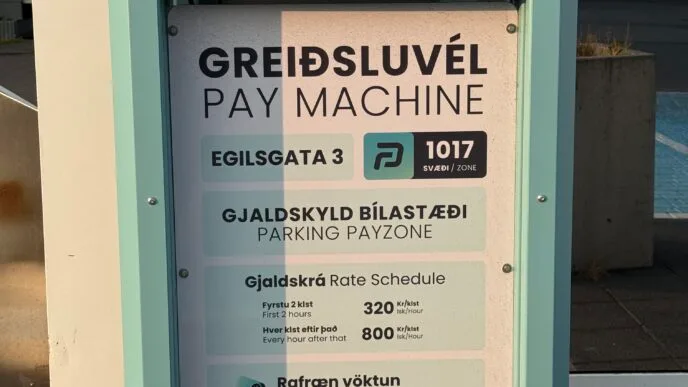 GREIÐSLUVÉL
PAY MACHINE
EGILSGATA 3
1017
SVÆÐI / ZONE
GJALDSKYLD BÍLASTÆÐI
PARKING PAYZONE
Gjaldskrá Rate Schedule
Fyrstu 2 klst
First 2 hours
320 Kr/klst
Isk/Hour
Hver klst eftir það
Every hour after that
800 Kr/klst
Isk/Hour
Rafræn vöktun